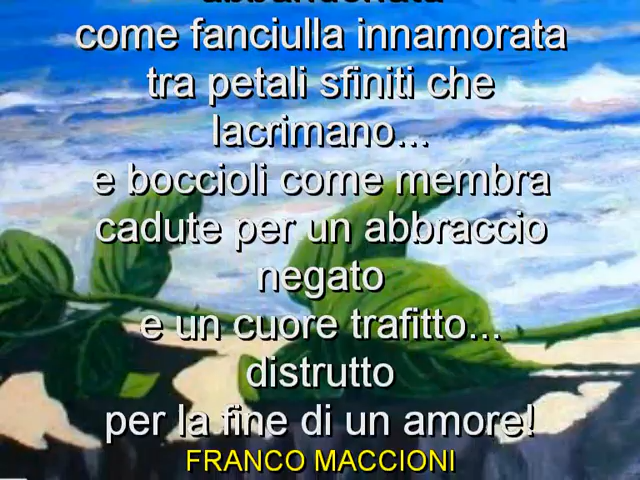 come fanciulla innamorata
tra petali sfiniti che
lacrimano...
e boccioli come membra
cadute per un abbraccio
negato
e un cuore trafitto...
distrutto
per la fine di un amore!
FRANCO MACCIONI